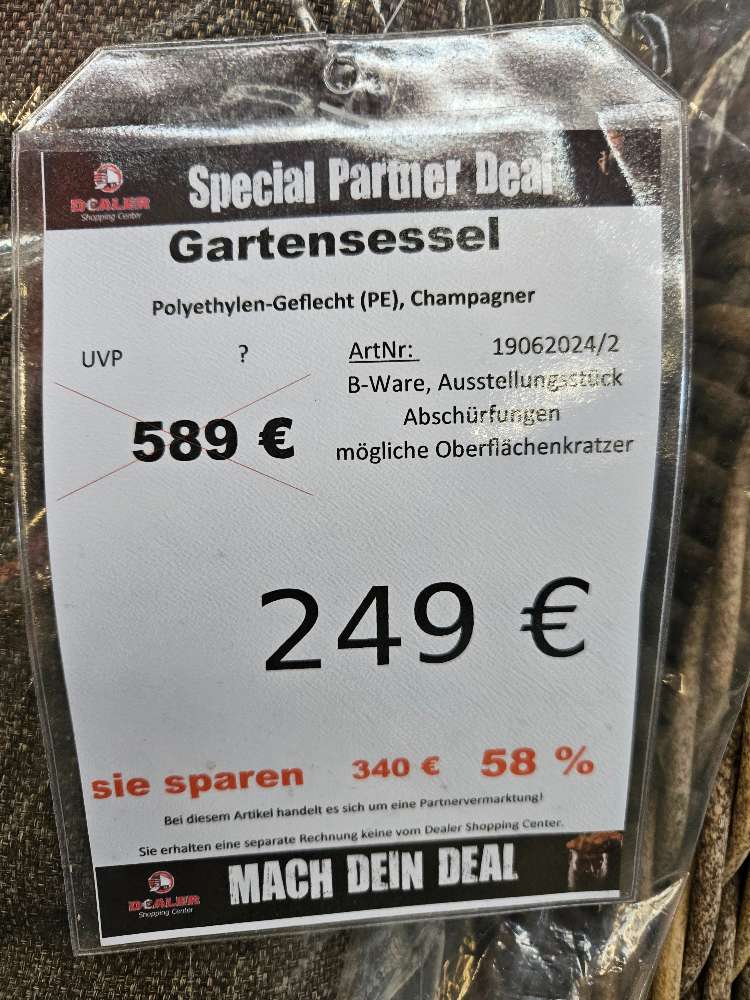 DEALER
Shopping Center
Special Partner Deal
Gartensessel
Polyethylen-Geflecht (PE), Champagner
UVP ?
ArtNr: 19062024/2
B-Ware, Ausstellungsstück
Abschürfungen
589 €
mögliche Oberflächenkratzer
249 €
sie sparen 340 € 58 %
Bei diesem Artikel handelt es sich um eine Partnervermarktung!
Sie erhalten eine separate Rechnung keine vom Dealer Shopping Center.
DEALER
Shopping Center
MACH DEIN DEAL